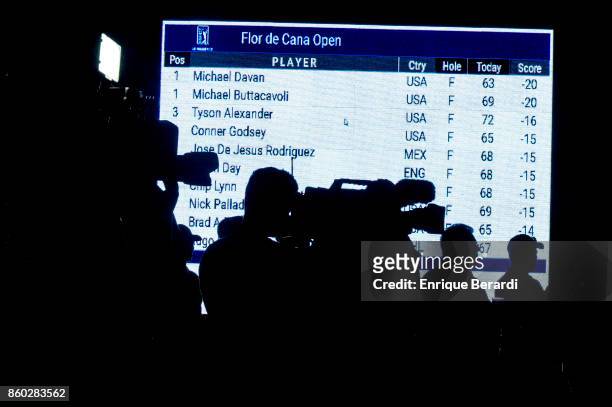 Flor de Cana Open
Pos PLAYER Ctry Hole Today Score
1 Michael Davan USA F 63 -20
1 Michael Buttacavoli USA F 69 -20
3 Tyson Alexander USA F 72 -16
Conner Godsey USA F 65 -15
Jose De Jesus Rodriguez MEX F 68 -15
Day ENG F 68 -15
Chip Lynn F 68 -15
Nick F 69 -15
Brad F 65 -14
67
gettyimages
Credit: Enrique Berardi
860283562